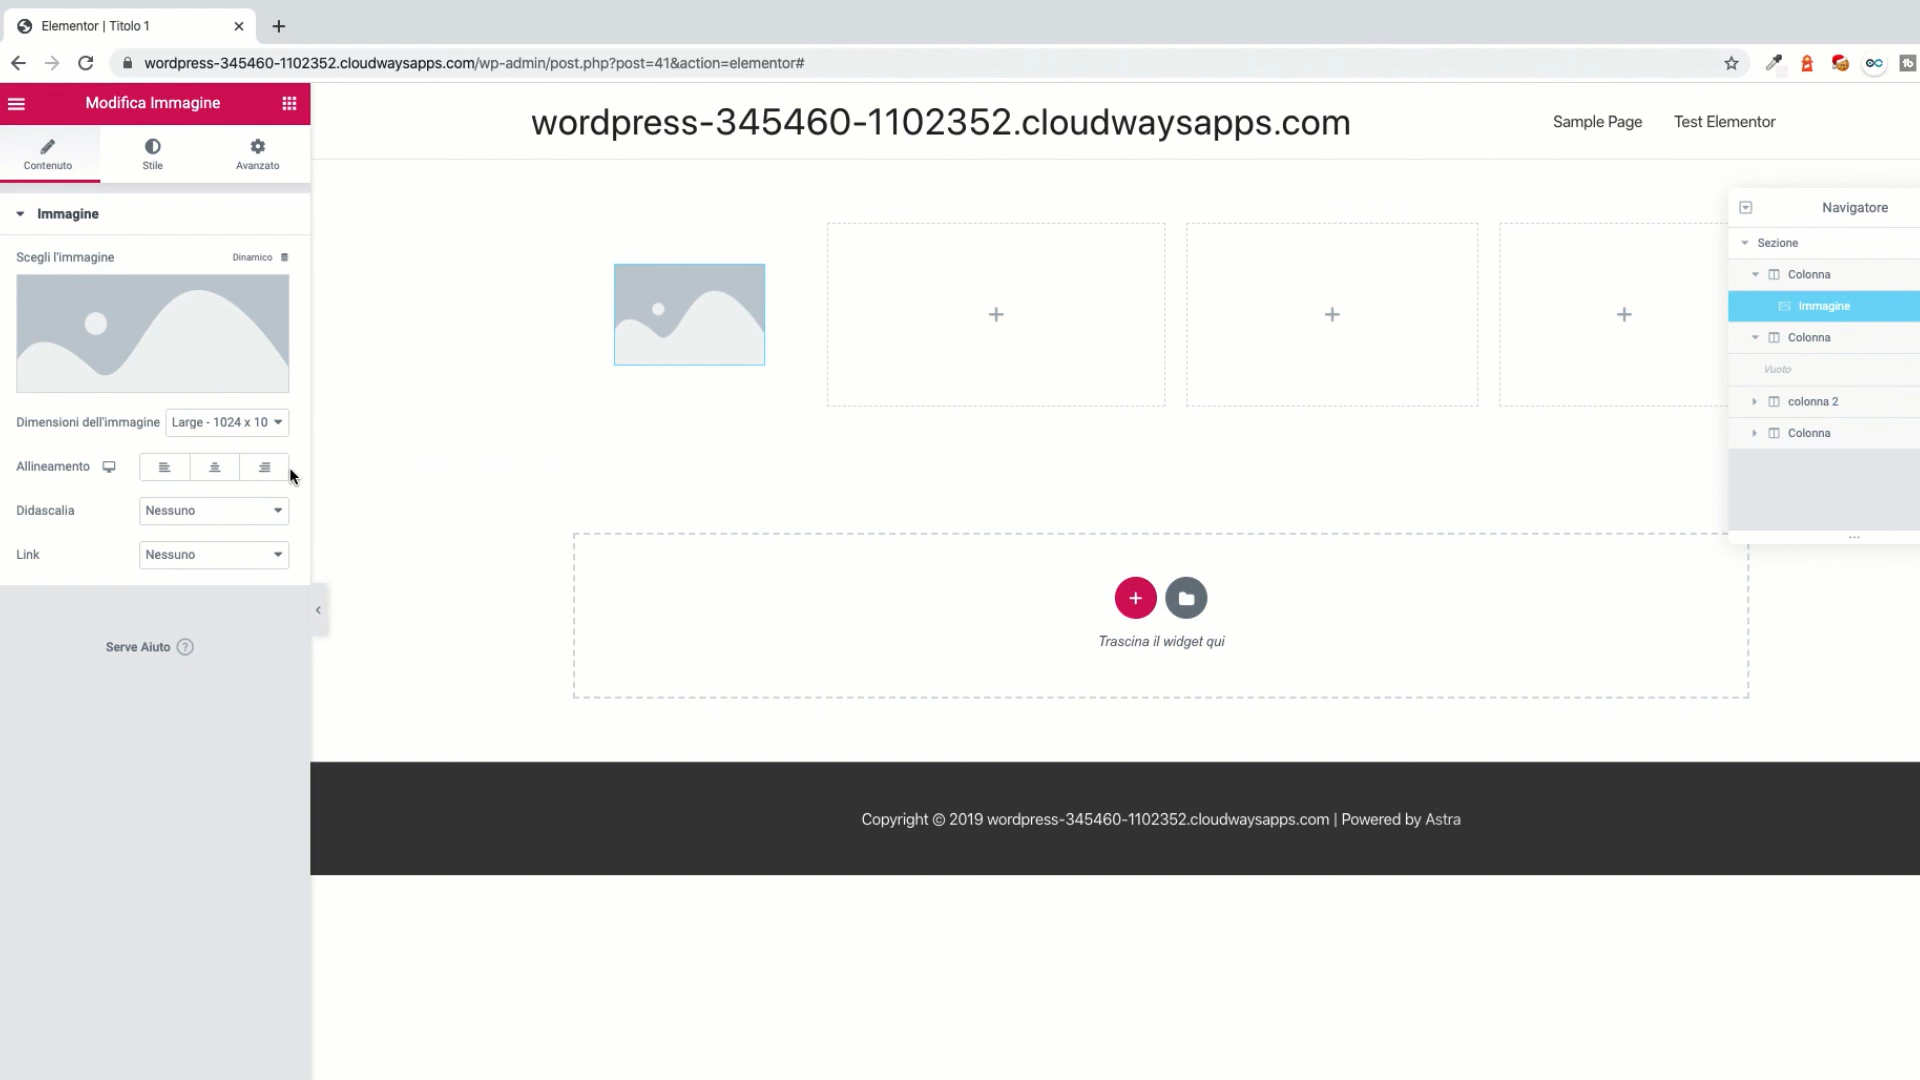 Elementor | Titolo 1
wordpress-345460-1102352.cloudwaysapps.com/wp-admin/post.php?post=41&action=elementor#
Modifica Immagine
Contenuto
Stile
Avanzato
Immagine
Scegli l'immagine
Dinamico
Dimensioni dell'immagine
Large - 1024 x 10
Allineamento
Didascalia
Nessuno
Link
Nessuno
Serve Aiuto
wordpress-345460-1102352.cloudwaysapps.com
Sample Page
Test Elementor
Trascina il widget qui
Copyright © 2019 wordpress-345460-1102352.cloudwaysapps.com | Powered by Astra
Navigatore
Sezione
Colonna
Immagine
Colonna
Vuoto
colonna 2
Colonna